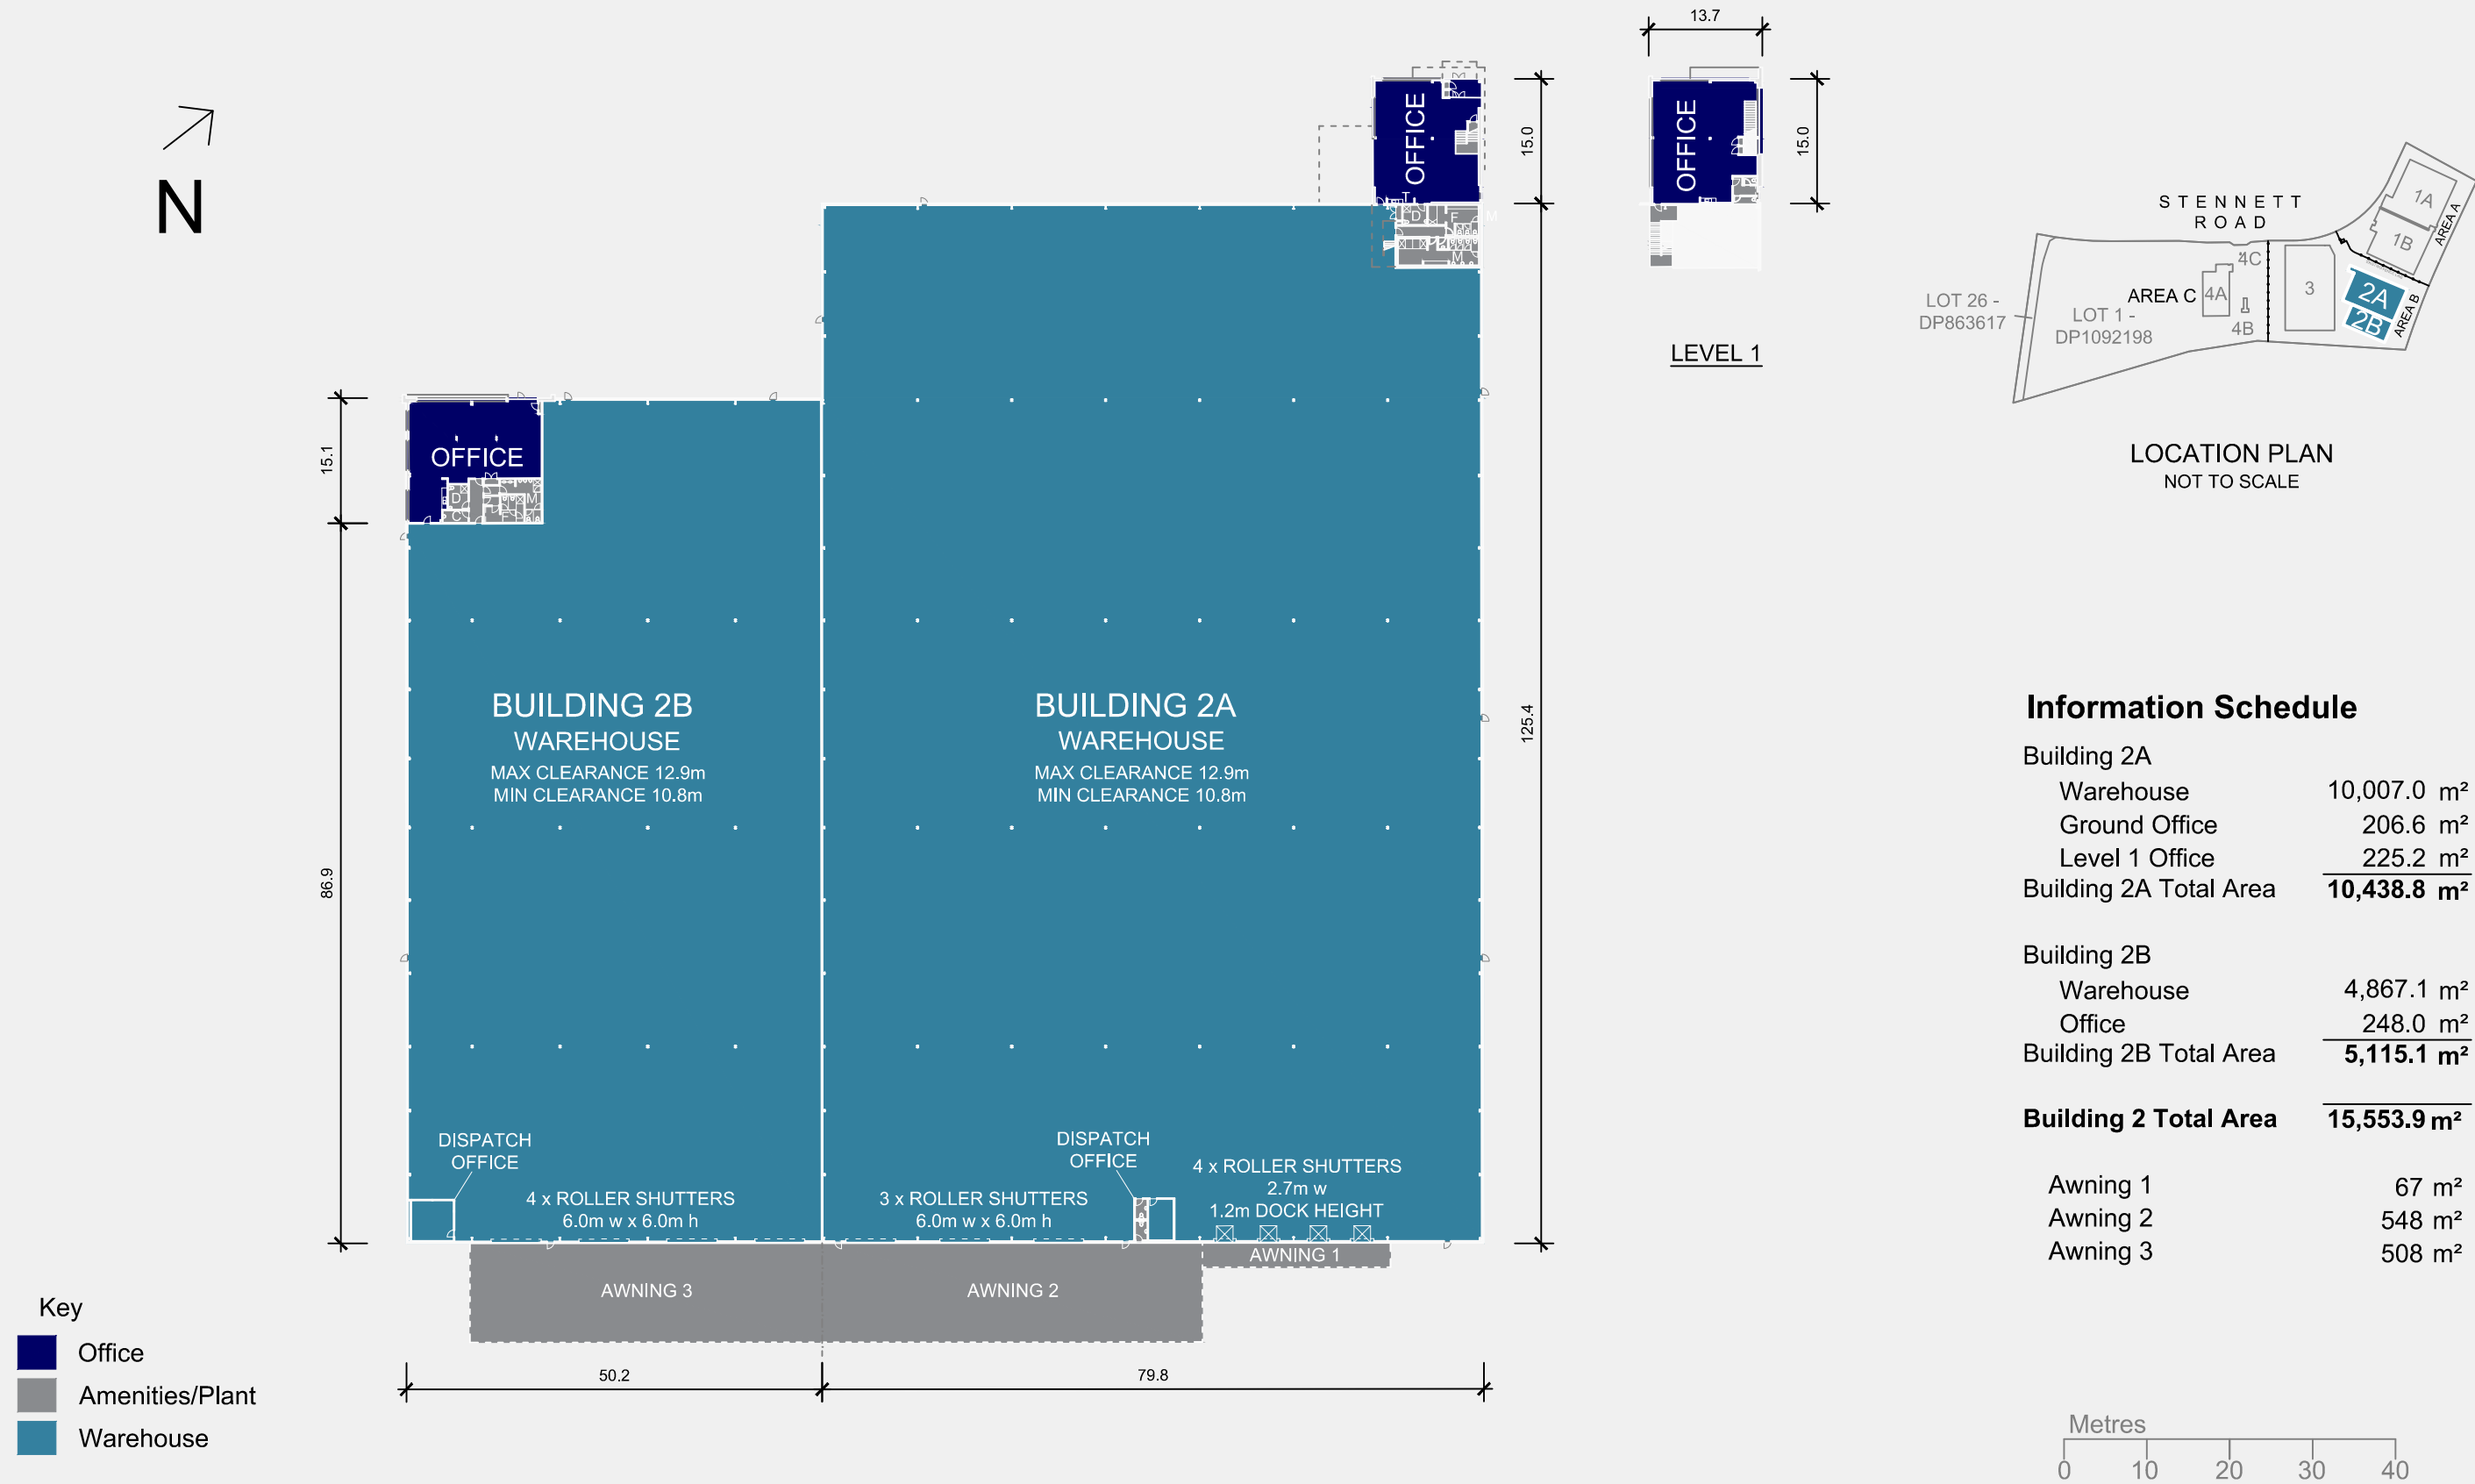 13.7
15.0
15.0
OFFICE
OFFICE
N
T
D
F
M
M
LEVEL 1
STENNETT
ROAD
1A
1B
AREA A
4C
AREA C
4A
4B
3
2A
2B
AREA B
LOT 26 -
DP863617
LOT 1 -
DP1092198
LOCATION PLAN
NOT TO SCALE
15.1
OFFICE
D
C
F
M
86.9
125.4
BUILDING 2B
WAREHOUSE
MAX CLEARANCE 12.9m
MIN CLEARANCE 10.8m
BUILDING 2A
WAREHOUSE
MAX CLEARANCE 12.9m
MIN CLEARANCE 10.8m
Information Schedule
Building 2A
Warehouse 10,007.0 m²
Ground Office 206.6 m²
Level 1 Office 225.2 m²
Building 2A Total Area 10,438.8 m²
Building 2B
Warehouse 4,867.1 m²
Office 248.0 m²
Building 2B Total Area 5,115.1 m²
Building 2 Total Area 15,553.9 m²
Awning 1 67 m²
Awning 2 548 m²
Awning 3 508 m²
DISPATCH
OFFICE
4 x ROLLER SHUTTERS
6.0m w x 6.0m h
3 x ROLLER SHUTTERS
6.0m w x 6.0m h
DISPATCH
OFFICE
4 x ROLLER SHUTTERS
2.7m w
1.2m DOCK HEIGHT
AWNING 1
AWNING 3
AWNING 2
50.2
79.8
Key
Office
Amenities/Plant
Warehouse
Metres
0 10 20 30 40